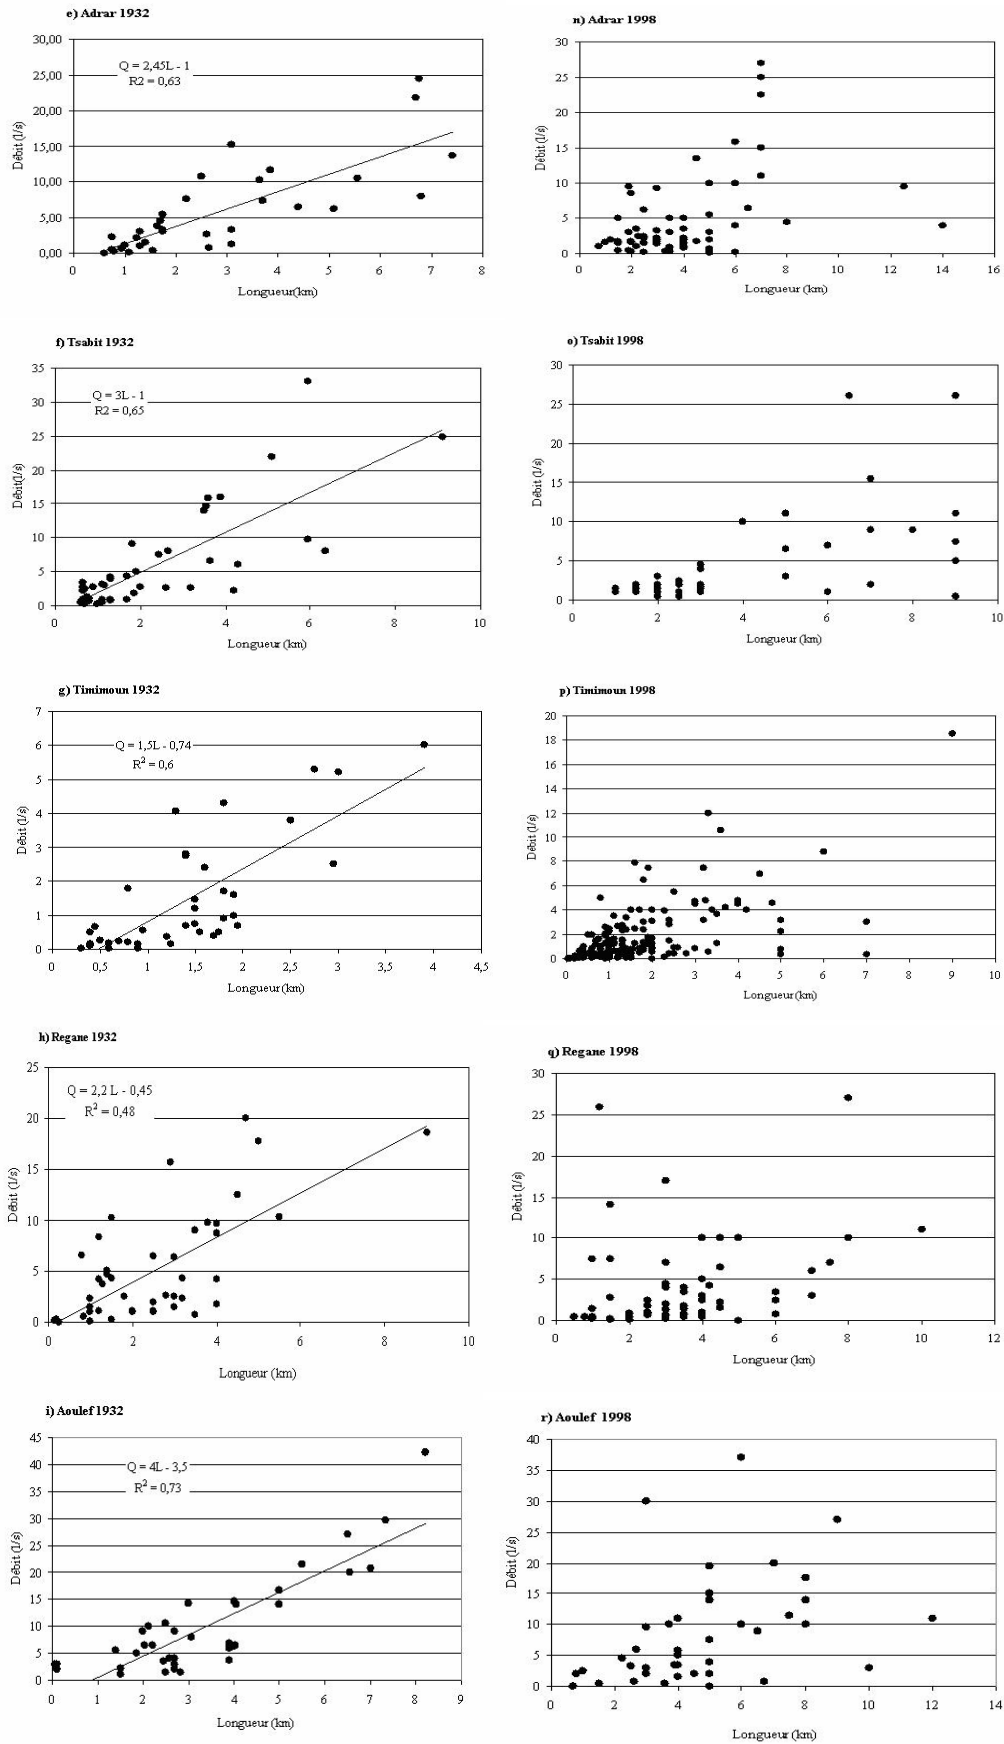 e) Adrar 1932
30,00
25,00
20,00
15,00
10,00
5,00
0,00
Débit (l/s)
Q = 2,45L - 1
R2 = 0,63
0 1 2 3 4 5 6 7 8
Longueur(km)
n) Adrar 1998
30
25
20
15
10
5
0
Débit (l/s)
0 2 4 6 8 10 12 14 16
Longueur (km)
f) Tsabit 1932
35
30
25
20
15
10
5
0
Débit(l/s)
Q = 3L - 1
R2 = 0,65
0 2 4 6 8 10
Longueur (km)
o) Tsabit 1998
30
25
20
15
10
5
0
Débit (l/s)
0 2 4 6 8 10
Longueur (km)
g) Timimoun 1932
7
6
5
4
3
2
1
0
Débit (l/s)
Q = 1,5L - 0,74
R2 = 0,6
0 0,5 1 1,5 2 2,5 3 3,5 4 4,5
Longueur(km)
p) Timimoun 1998
20
18
16
14
12
10
8
6
4
2
0
Débit (l/s)
0 1 2 3 4 5 6 7 8 9 10
Longueur(km)
h) Regane 1932
25
20
15
10
5
0
Débit (l/s)
Q = 2,2 L - 0,45
R2 = 0,48
0 2 4 6 8 10
Longueur (km)
q) Regane 1998
30
25
20
15
10
5
0
Débit (l/s)
0 2 4 6 8 10 12
Longueur (km)
i) Aoulef 1932
45
40
35
30
25
20
15
10
5
0
Débit (l/s)
Q = 4L - 3,5
R2 = 0,73
0 1 2 3 4 5 6 7 8 9
Longueur (km)
r) Aoulef 1998
40
35
30
25
20
15
10
5
0
Débit (l/s)
0 2 4 6 8 10 12 14
Longueur (km)